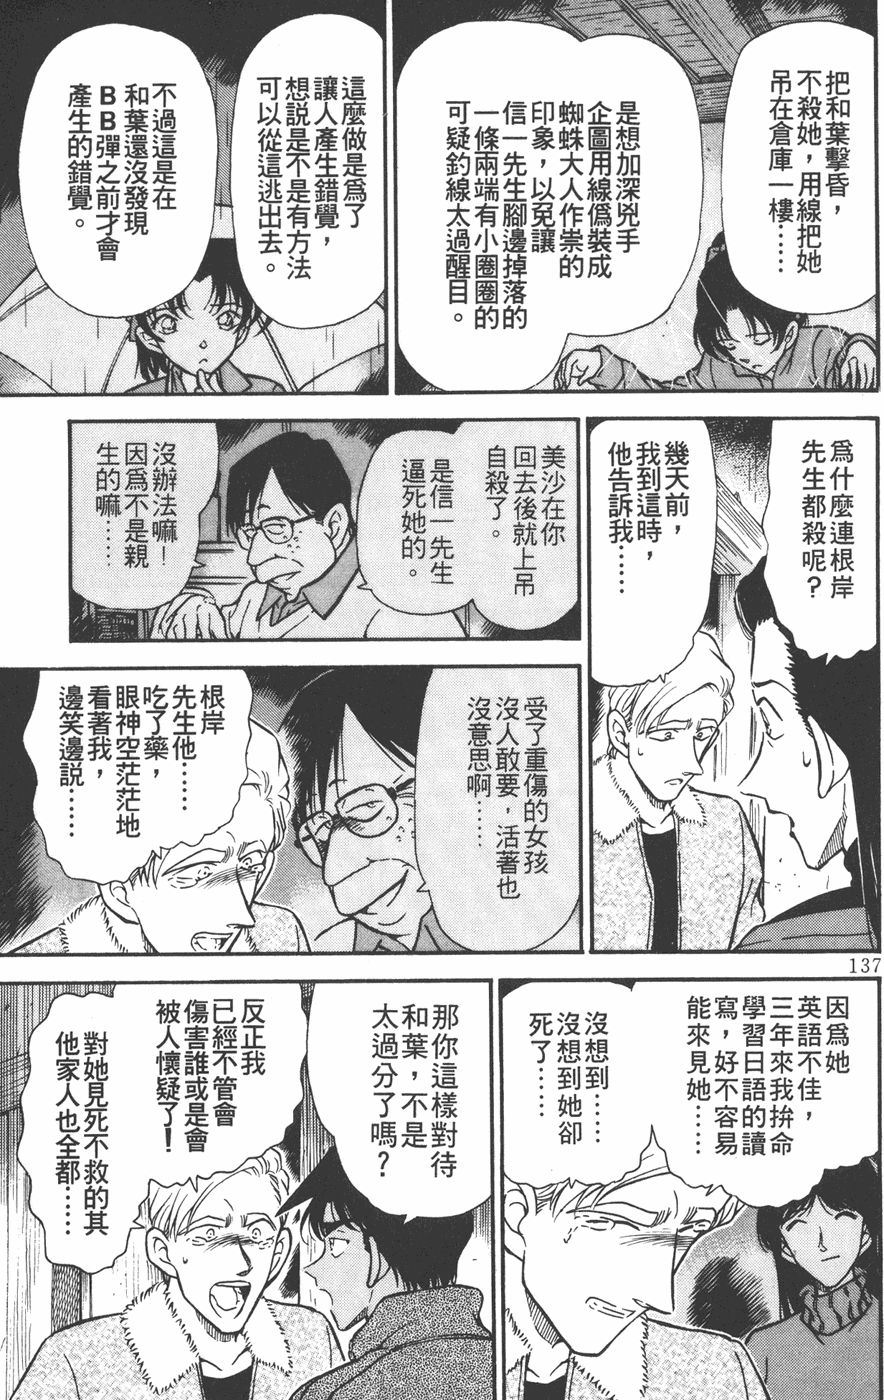 把和葉擊昏，
不殺她，用線把她
吊在倉庫一樓……
是想加深兇手
企圖用線偽裝成
蜘蛛大人作祟的
印象，以免讓
信一先生腳邊掉落的
一條兩端有小圈圈的
可疑釣線太過醒目。
這麼做是為了
讓人產生錯覺，
想說是不是有方法
可以從這逃出去。
不過這是在
和葉還沒發現
BB彈之前才會
產生的錯覺。
為什麼連根岸
先生都殺呢？
幾天前，
我到這時，
他告訴我……
美沙在你
回去後就上吊
自殺了。
是信一先生
逼死她的。
沒辦法嘛！
因為不是親
生的嘛……
受了重傷的女孩
沒人敢要，活著也
沒意思啊……
根岸
先生他……
吃了藥，
眼神空茫茫地
看著我，
邊笑邊說……
137
因為她
英語不佳，
三年來我拚命
學習日語的讀
寫，好不容易
能來見她……
沒想到……
沒想到她卻
死了……
那你這樣對待
和葉，不是
太過分了嗎？
反正我
已經不管會
傷害誰或是會
被人懷疑了！
對她見死不救的其
他家人也全都……